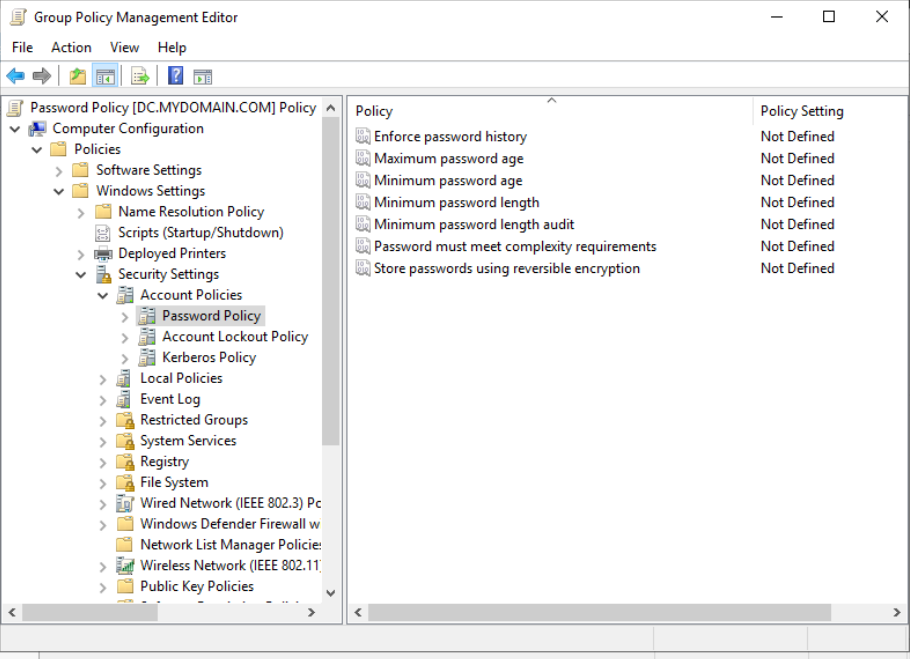 Group Policy Management Editor
File Action View Help
Password Policy [DC.MYDOMAIN.COM] Policy
Computer Configuration
Policies
Software Settings
Windows Settings
Name Resolution Policy
Scripts (Startup/Shutdown)
Deployed Printers
Security Settings
Account Policies
Password Policy
Account Lockout Policy
Kerberos Policy
Local Policies
Event Log
Restricted Groups
System Services
Registry
File System
Wired Network (IEEE 802.3) Pc
Windows Defender Firewall w
Network List Manager Policies
Wireless Network (IEEE 802.11)
Public Key Policies
Policy Policy Setting
Enforce password history Not Defined
Maximum password age Not Defined
Minimum password age Not Defined
Minimum password length Not Defined
Minimum password length audit Not Defined
Password must meet complexity requirements Not Defined
Store passwords using reversible encryption Not Defined